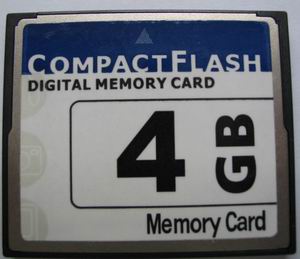 COMPACTFLASH
DIGITAL MEMORY CARD
4 GB
Memory Card